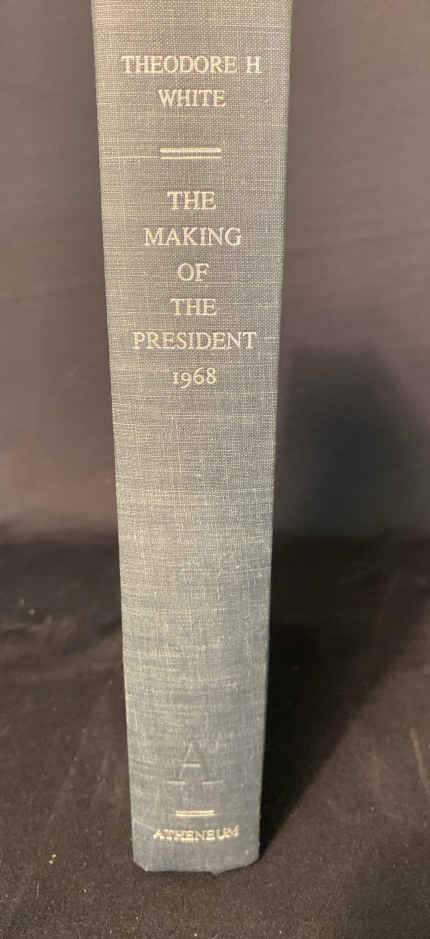 THEODORE H
WHITE
THE
MAKING
OF
THE
PRESIDENT
1968
A
ATHENEUM